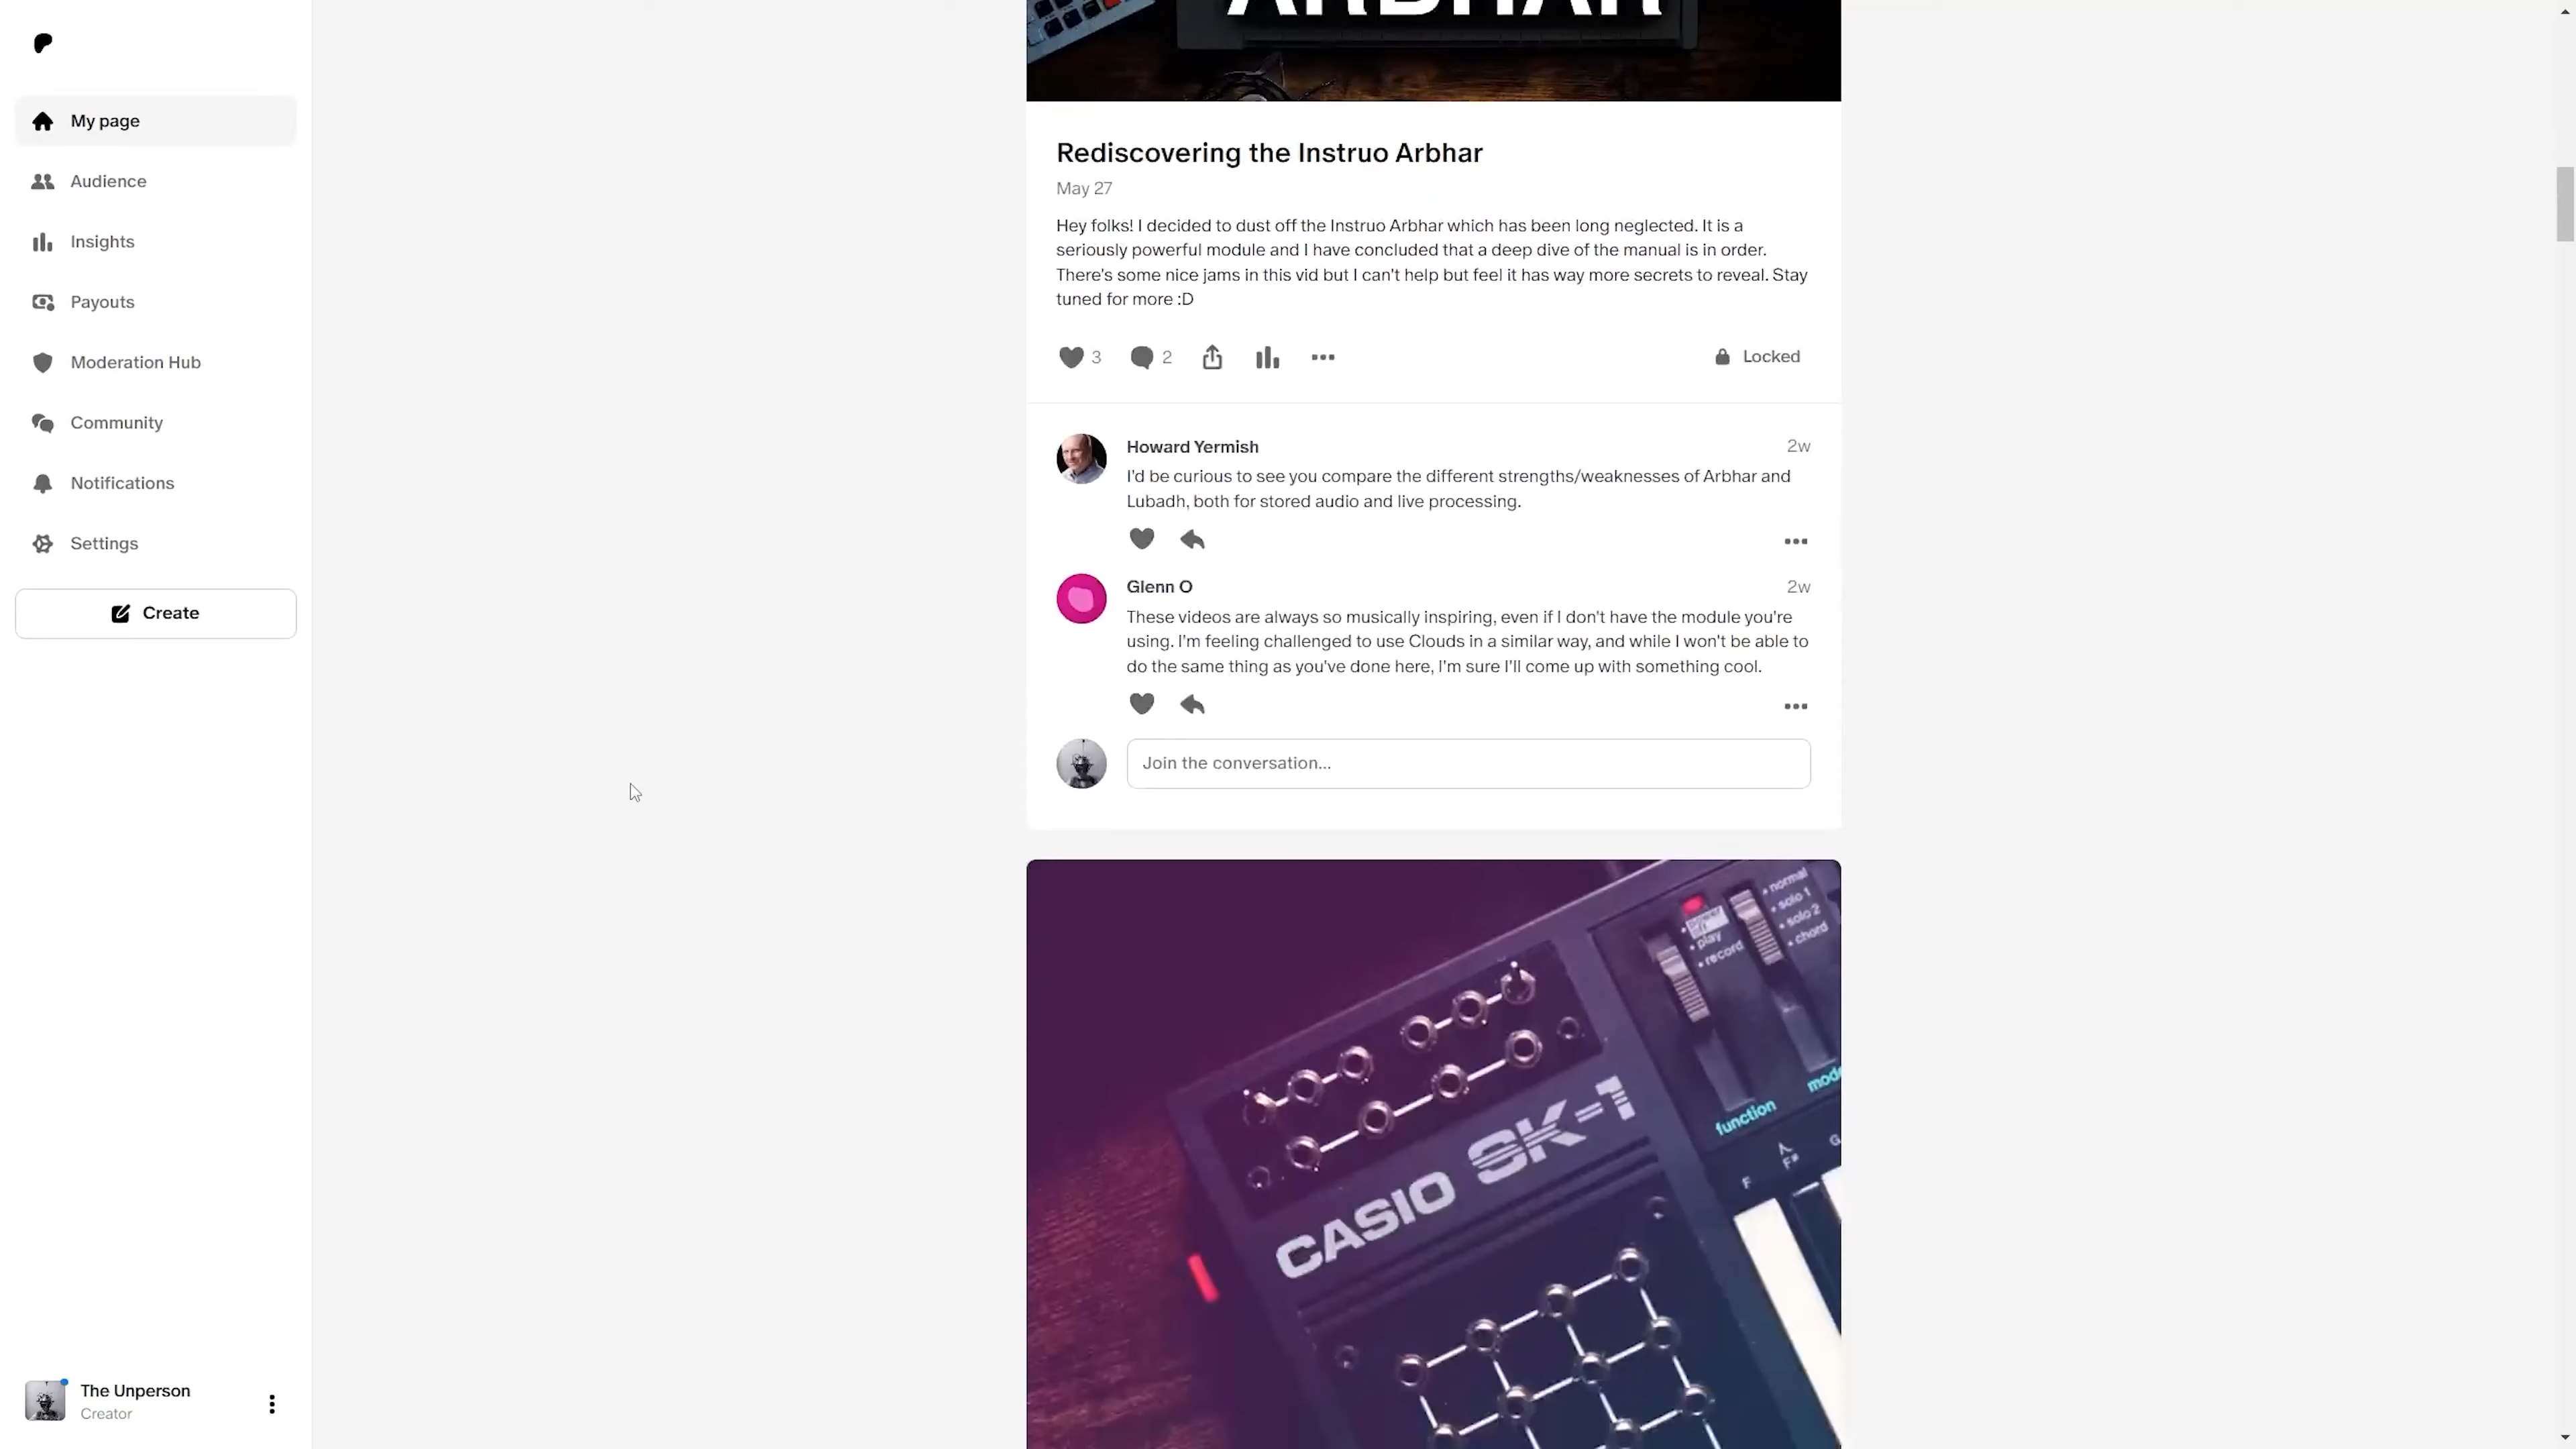 My page
Audience
Insights
Payouts
Moderation Hub
Community
Notifications
Settings
Create
The Unperson
Creator
ARBHAR
Rediscovering the Instruo Arbhar
May 27
Hey folks! I decided to dust off the Instruo Arbhar which has been long neglected. It is a
seriously powerful module and I have concluded that a deep dive of the manual is in order.
There's some nice jams in this vid but I can't help but feel it has way more secrets to reveal. Stay
tuned for more :D
3
2
Locked
Howard Yermish
2w
I'd be curious to see you compare the different strengths/weaknesses of Arbhar and
Lubadh, both for stored audio and live processing.
Glenn O
2w
These videos are always so musically inspiring, even if I don't have the module you're
using. I'm feeling challenged to use Clouds in a similar way, and while I won't be able to
do the same thing as you've done here, I'm sure I'll come up with something cool.
Join the conversation...
normal
solo 1
solo 2
chord
play
record
mode
function
CASIO SK-1
F
F#